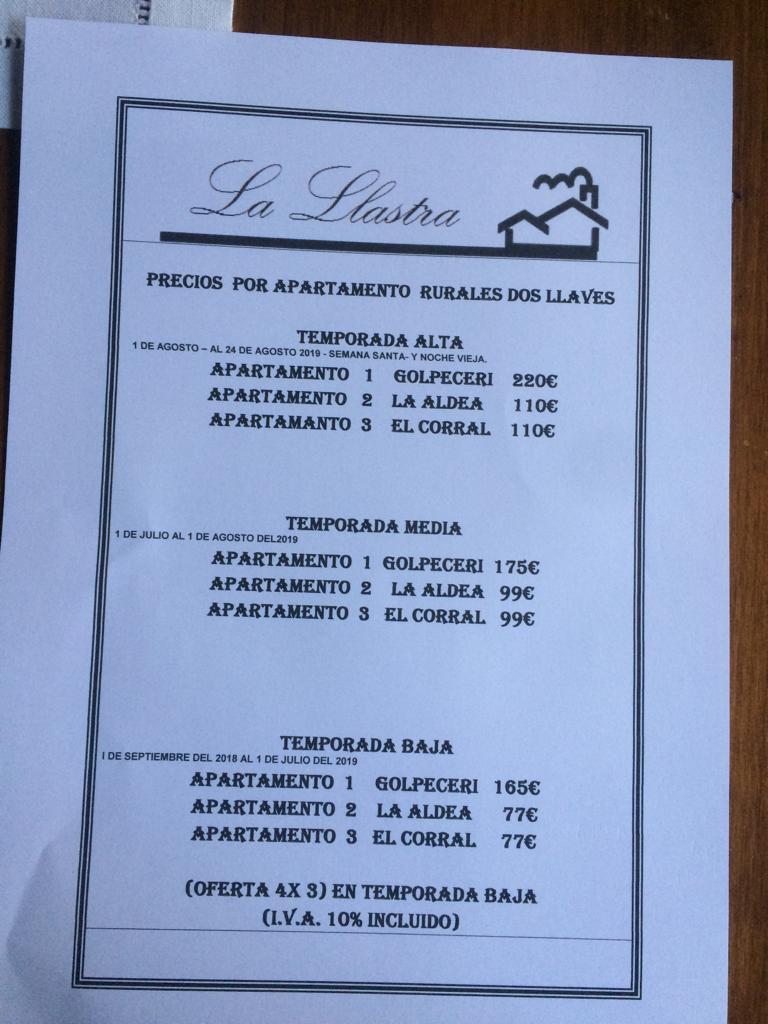 La Llastra
PRECIOS POR APARTAMENTO RURALES DOS LLAVES
TEMPORADA ALTA
1 DE AGOSTO – AL 24 DE AGOSTO 2019 - SEMANA SANTA- Y NOCHE VIEJA.
APARTAMENTO 1 GOLPECERI 220€
APARTAMENTO 2 LA ALDEA 110€
APARTAMANTO 3 EL CORRAL 110€
TEMPORADA MEDIA
1 DE JULIO AL 1 DE AGOSTO DEL2019
APARTAMENTO 1 GOLPECERI 175€
APARTAMENTO 2 LA ALDEA 99€
APARTAMENTO 3 EL CORRAL 99€
TEMPORADA BAJA
I DE SEPTIEMBRE DEL 2018 AL 1 DE JULIO DEL 2019
APARTAMENTO 1 GOLPECERI 165€
APARTAMENTO 2 LA ALDEA 77€
APARTAMENTO 3 EL CORRAL 77€
(OFERTA 4X 3) EN TEMPORADA BAJA
(I.V.A. 10% INCLUIDO)